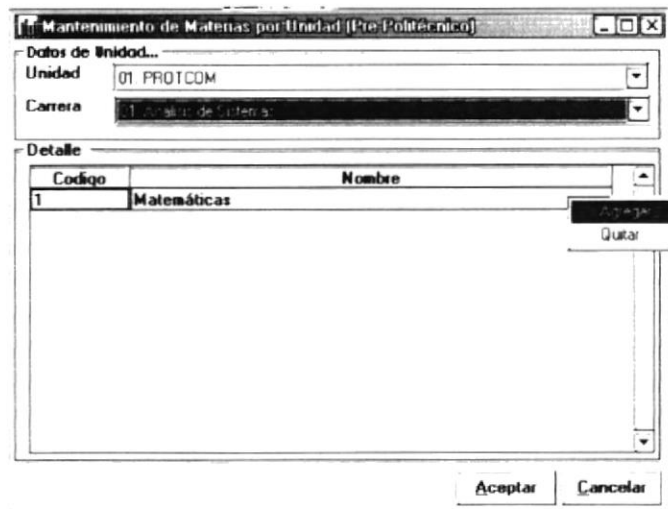 Mantenimiento de Materias por Unidad (Pre-Politécnico)
Datos de Unidad...
Unidad 01. PROTCOM
Carrera 01. Analisis de Sistemas
Detalle
Codigo Nombre
1 Matemáticas
Agregar
Quitar
Aceptar Cancelar